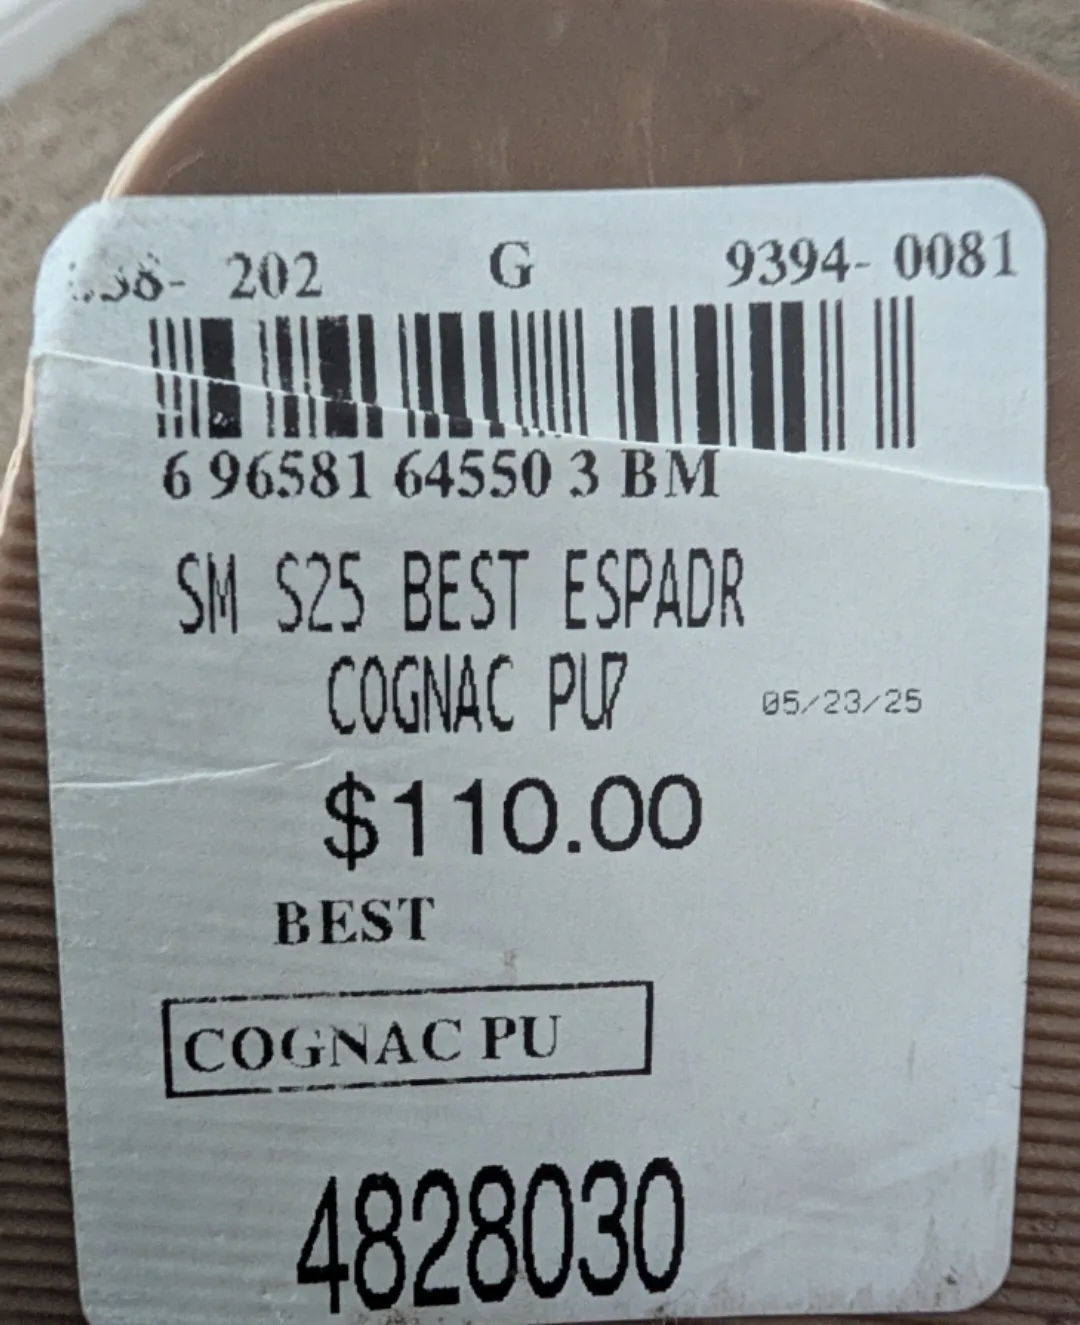 202 G 9394- 0081
6 96581 64550 3 BM
SM S25 BEST ESPADR
COGNAC PU7 05/23/25
$110.00
BEST
COGNAC PU
4828030